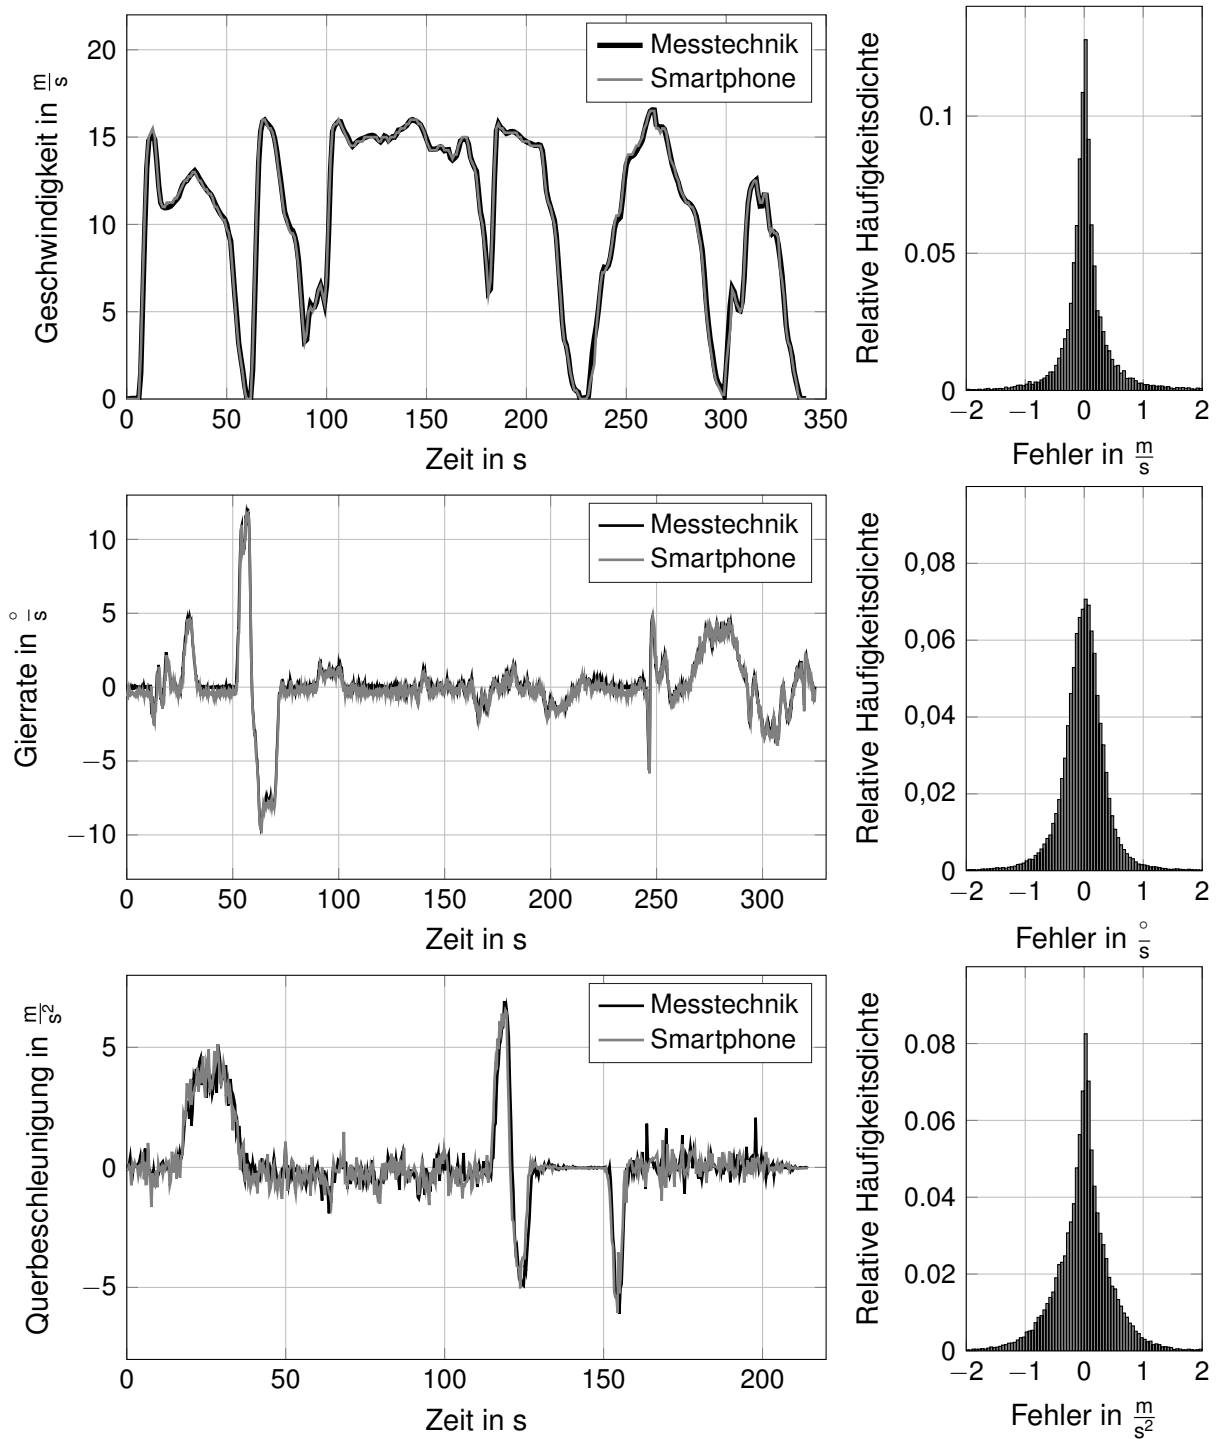 Messtechnik
Smartphone
Geschwindigkeit in m/s
20
15
10
5
0
0 50 100 150 200 250 300 350
Zeit in s
Relative Häufigkeitsdichte
0.1
0.05
0
−2 −1 0 1 2
Fehler in m/s
Messtechnik
Smartphone
Gierrate in °/s
10
5
0
−5
−10
0 50 100 150 200 250 300
Zeit in s
Relative Häufigkeitsdichte
0,08
0,06
0,04
0,02
0
−2 −1 0 1 2
Fehler in °/s
Messtechnik
Smartphone
Querbeschleunigung in m/s²
5
0
−5
0 50 100 150 200
Zeit in s
Relative Häufigkeitsdichte
0.08
0.06
0.04
0.02
0
−2 −1 0 1 2
Fehler in m/s²